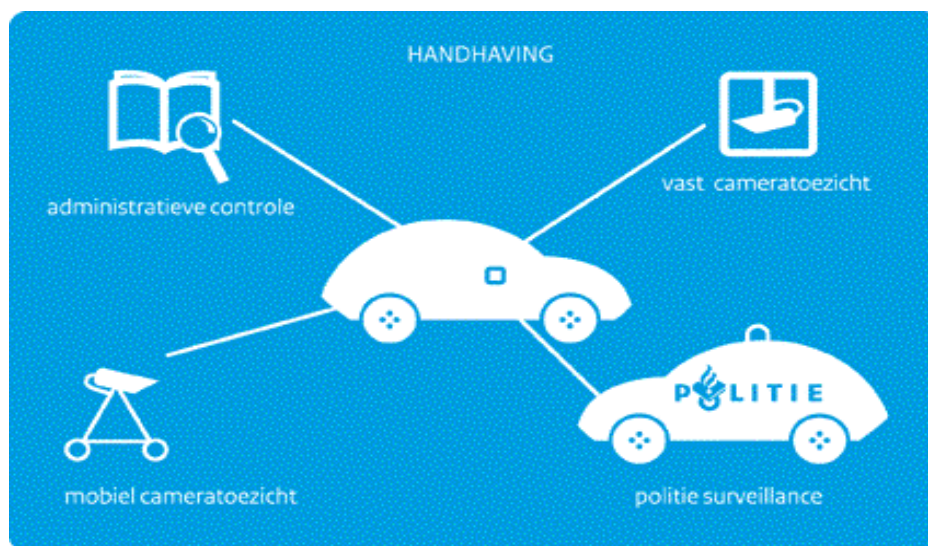 HANDHAVING
administratieve controle
vast cameratoezicht
POLITIE
mobiel cameratoezicht
politie surveillance